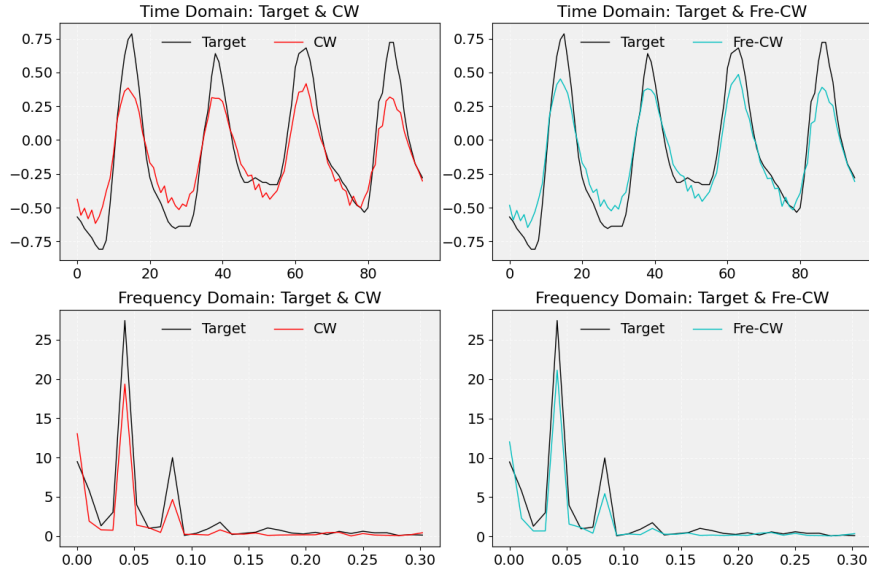 Time Domain: Target & CW
Target CW
0.75
0.50
0.25
0.00
−0.25
−0.50
−0.75
0 20 40 60 80
Time Domain: Target & Fre-CW
Target Fre-CW
0.75
0.50
0.25
0.00
−0.25
−0.50
−0.75
0 20 40 60 80
Frequency Domain: Target & CW
Target CW
25
20
15
10
5
0
0.00 0.05 0.10 0.15 0.20 0.25 0.30
Frequency Domain: Target & Fre-CW
Target Fre-CW
25
20
15
10
5
0
0.00 0.05 0.10 0.15 0.20 0.25 0.30